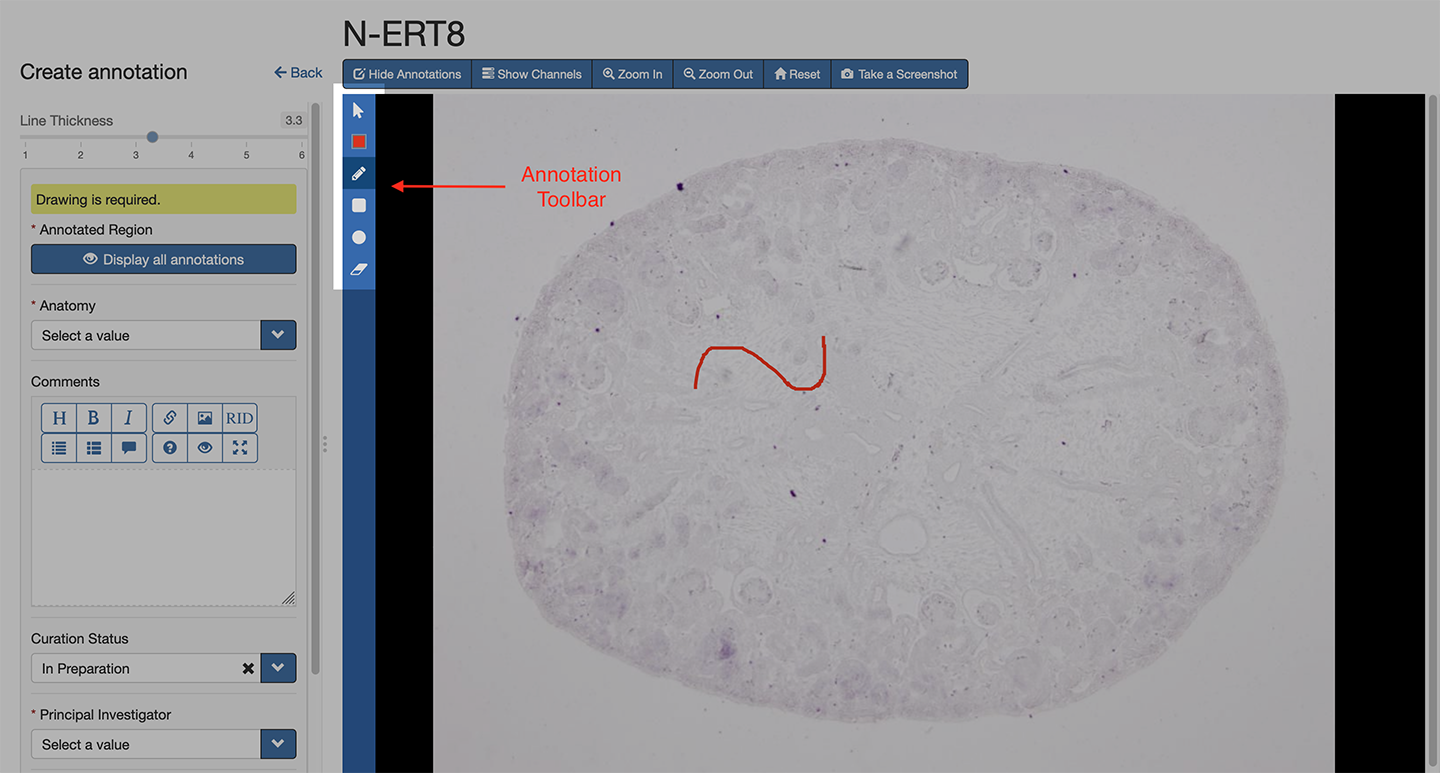 N-ERT8
Create annotation
Back
Hide Annotations
Show Channels
Zoom In
Zoom Out
Reset
Take a Screenshot
Line Thickness
3.3
1 2 3 4 5 6
Drawing is required.
* Annotated Region
Display all annotations
* Anatomy
Select a value
Comments
H B I RID
Curation Status
In Preparation
* Principal Investigator
Select a value
Annotation
Toolbar